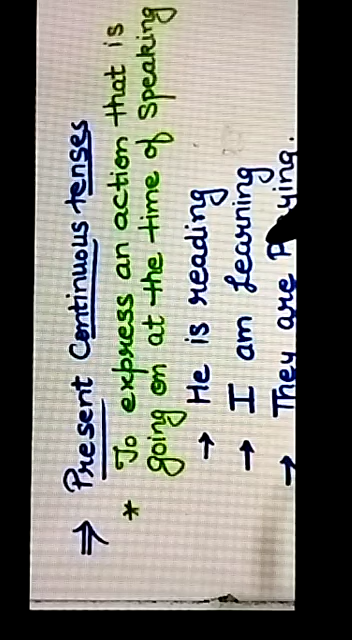 ⇒ Present Continuous tenses
* To express an action that is
going on at the time of speaking
→ He is reading
→ I am learning
→ They are